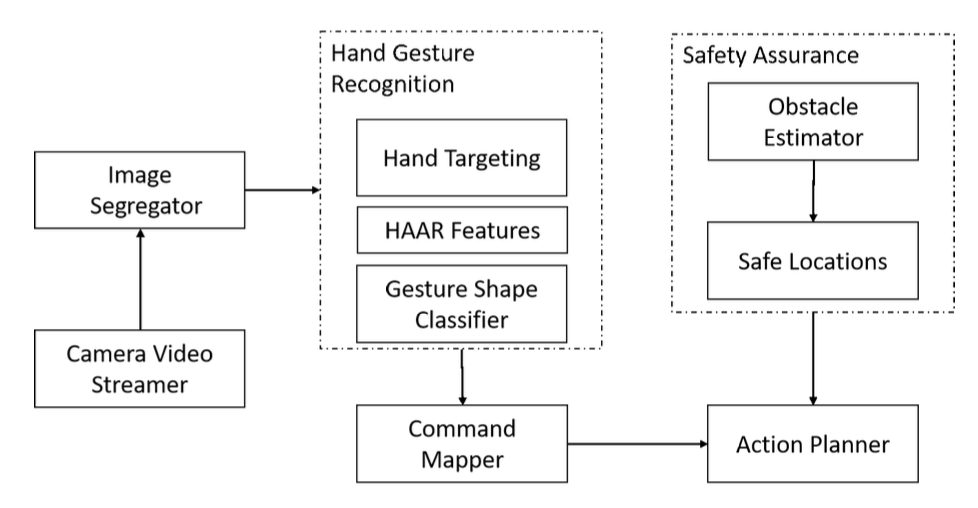 Hand Gesture
Recognition
Hand Targeting
HAAR Features
Gesture Shape
Classifier
Safety Assurance
Obstacle
Estimator
Safe Locations
Image
Segregator
Camera Video
Streamer
Command
Mapper
Action Planner